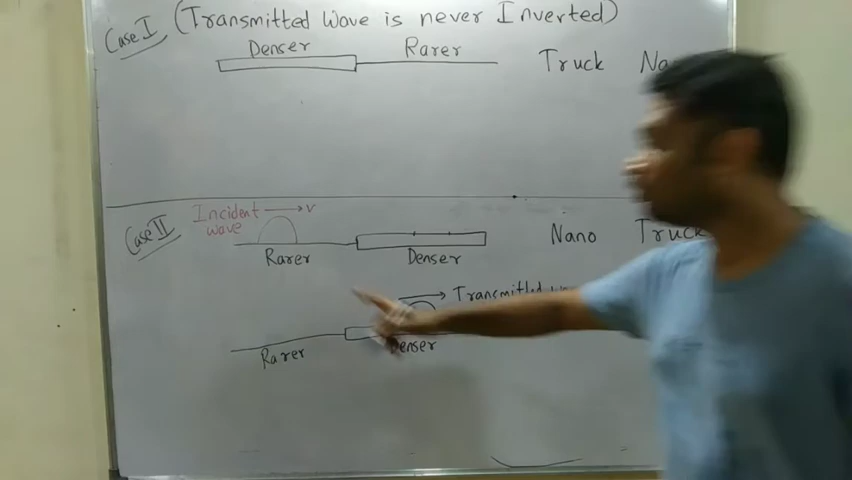 Case I (Transmitted Wave is never Inverted)
Denser Rarer Truck
Case II Incident wave → v
Rarer Denser Nano Truck
Transmitted
Rarer Denser